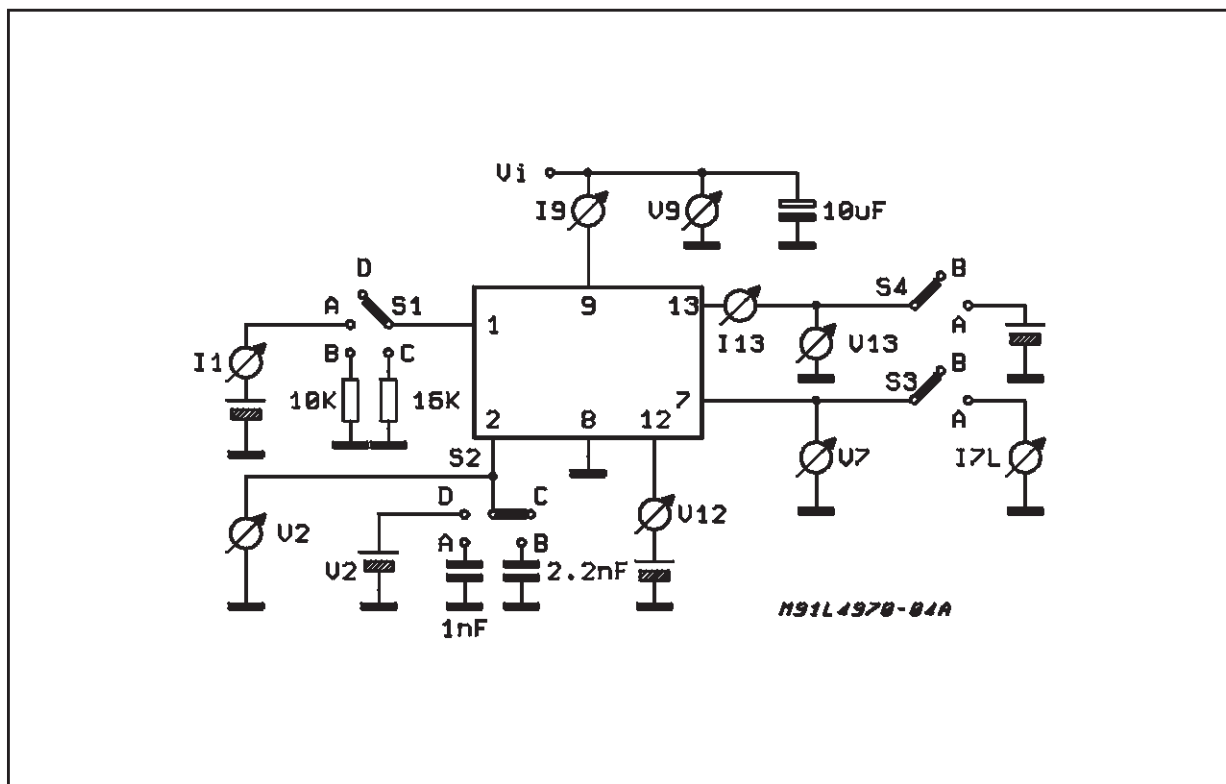 Vi
I9
V9
10uF
D
A
S1
B
C
I1
10K
15K
1
9
13
I13
V13
S4
B
A
S3
B
A
7
V7
I7L
2
8
12
S2
D
C
A
B
V2
V2
1nF
2.2nF
V12
M91L4970-04A